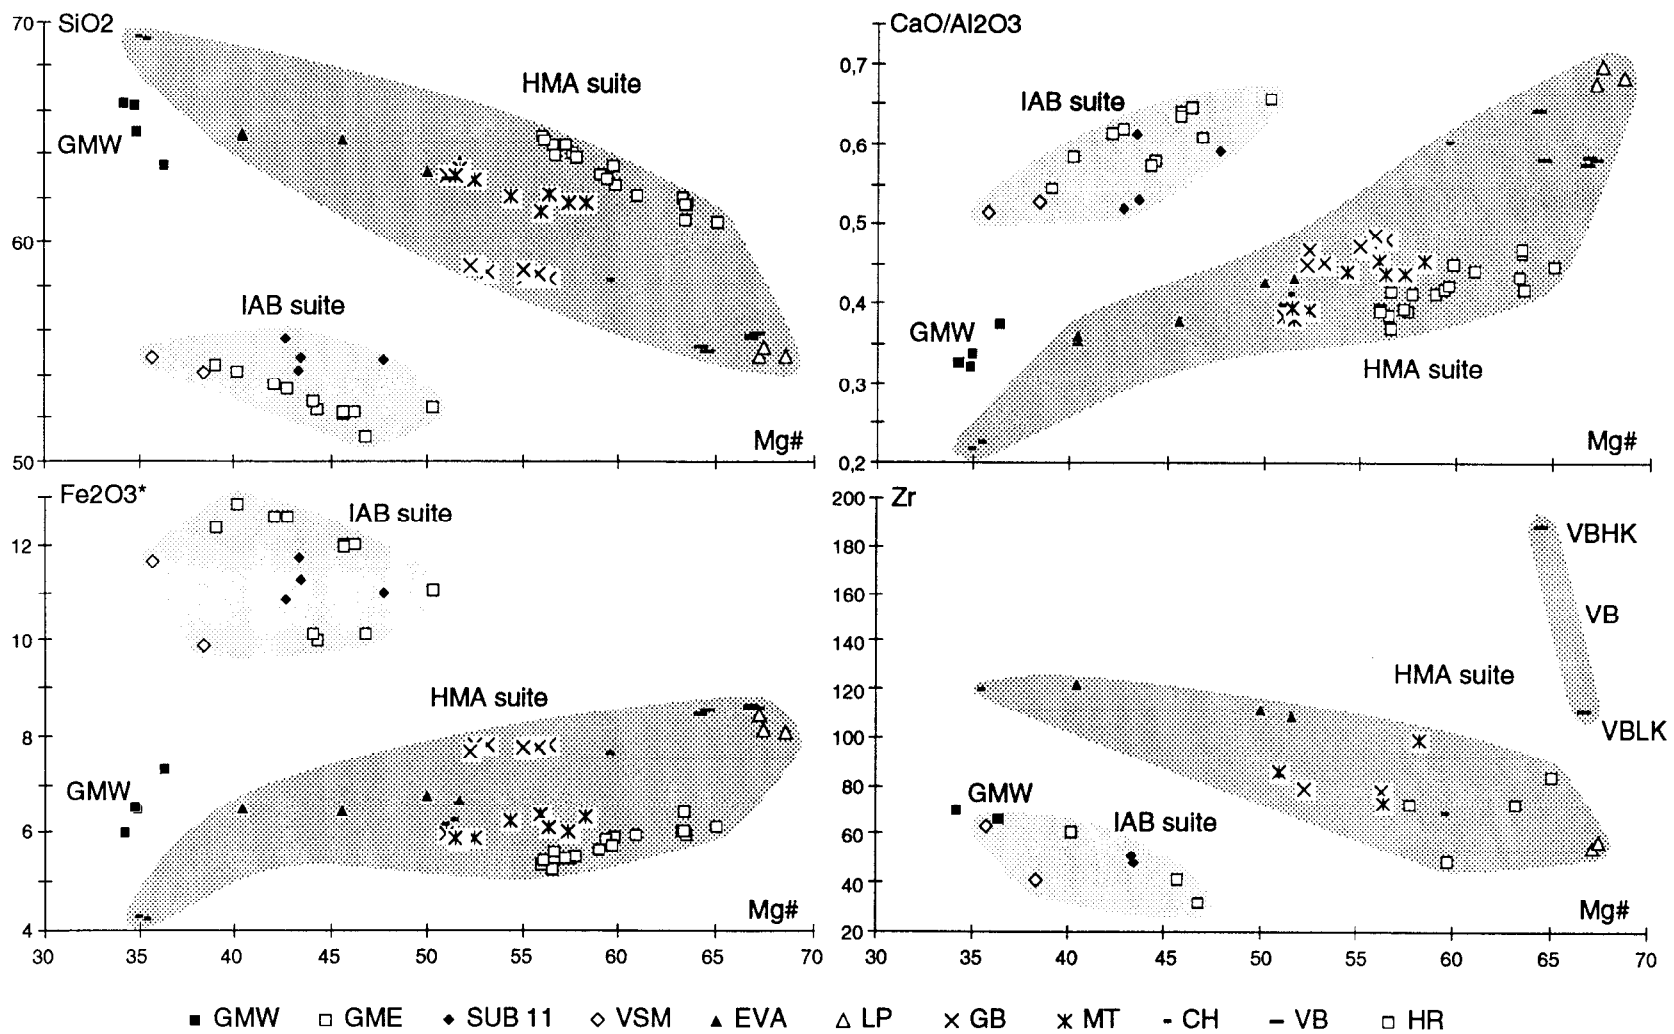 70
SiO2
HMA suite
GMW
60
IAB suite
50
Mg#
CaO/Al2O3
0,7
IAB suite
0,6
0,5
0,4
GMW
HMA suite
0,3
Mg#
0,2
Fe2O3*
IAB suite
12
10
HMA suite
8
GMW
6
Mg#
4
30 35 40 45 50 55 60 65 70
200
Zr
VBHK
180
160
VB
140
HMA suite
120
VBLK
100
80
GMW
IAB suite
60
40
Mg#
20
30 35 40 45 50 55 60 65 70
GMW GME SUB 11 VSM EVA LP GB MT CH VB HR